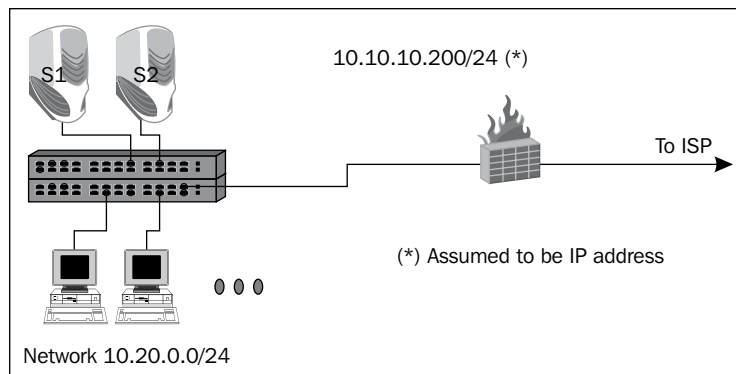 S1 S2
10.10.10.200/24 (*)
To ISP
(*) Assumed to be IP address
Network 10.20.0.0/24